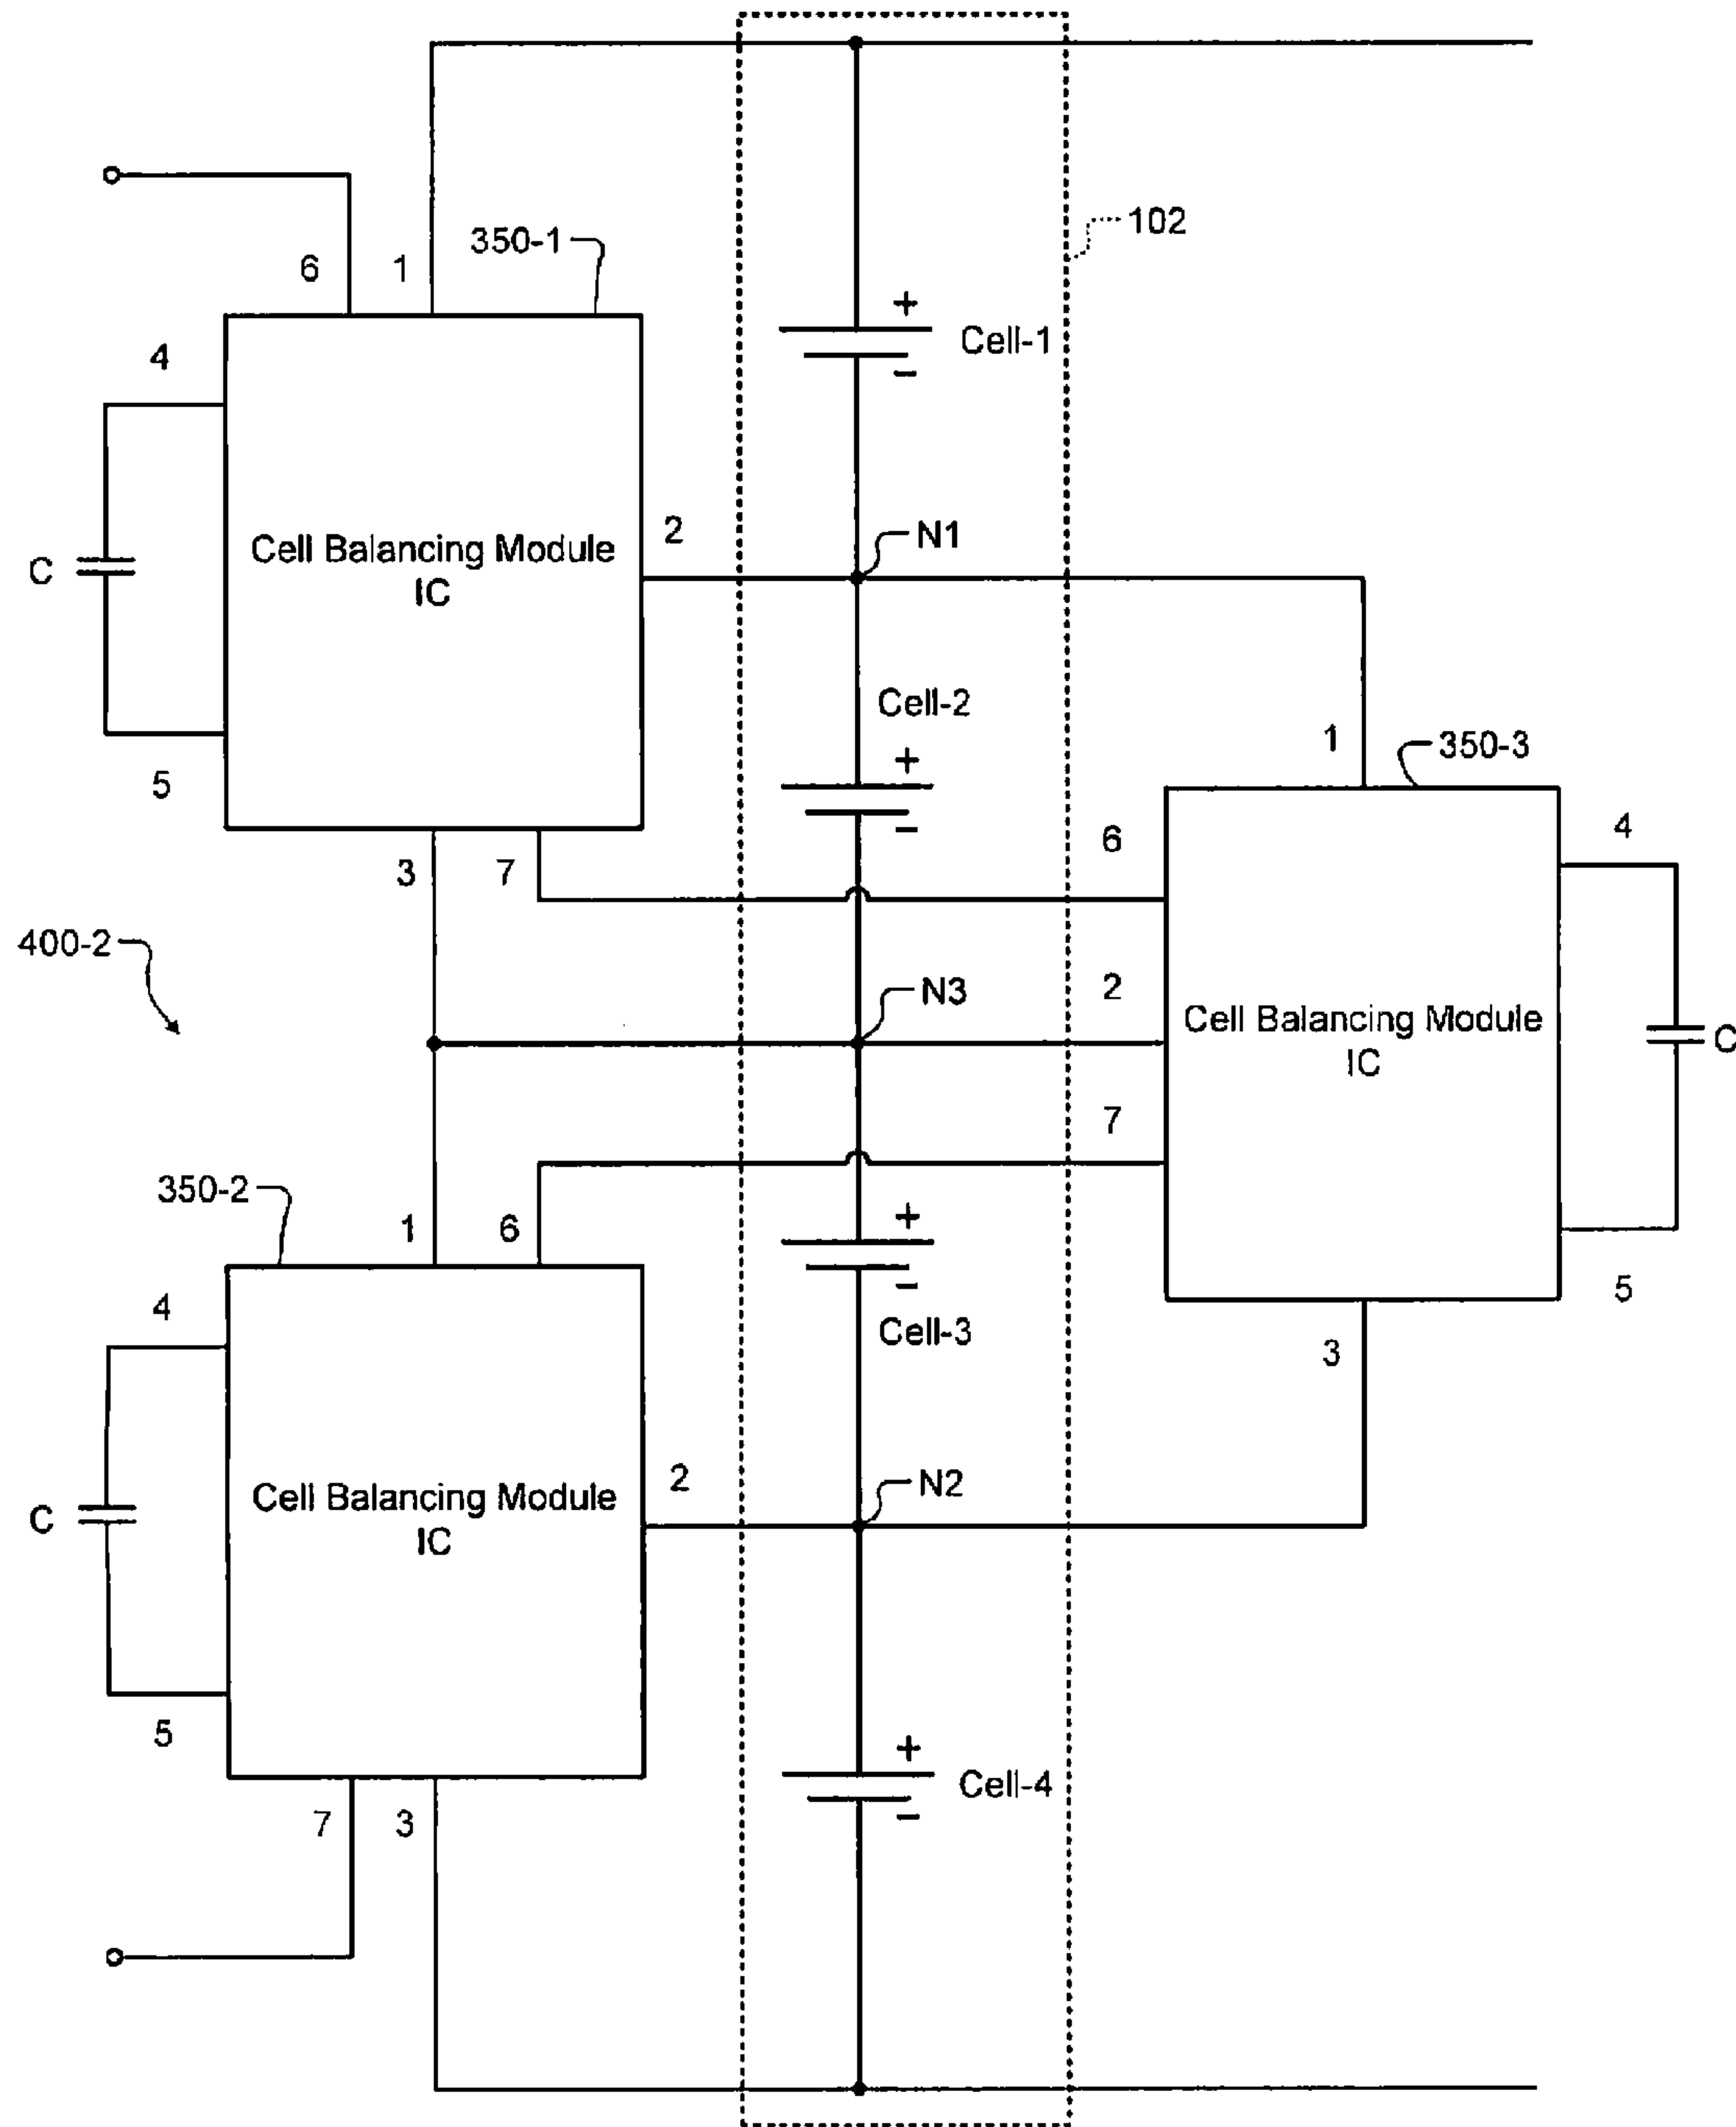 102
350-1
6
1
+
Cell-1
−
4
C
Cell Balancing Module
IC
2
N1
5
Cell-2
+
−
1
350-3
3
7
6
4
400-2
N3
2
Cell Balancing Module
IC
C
7
350-2
1
6
+
−
5
4
Cell-3
3
C
Cell Balancing Module
IC
2
N2
5
+
Cell-4
−
7
3